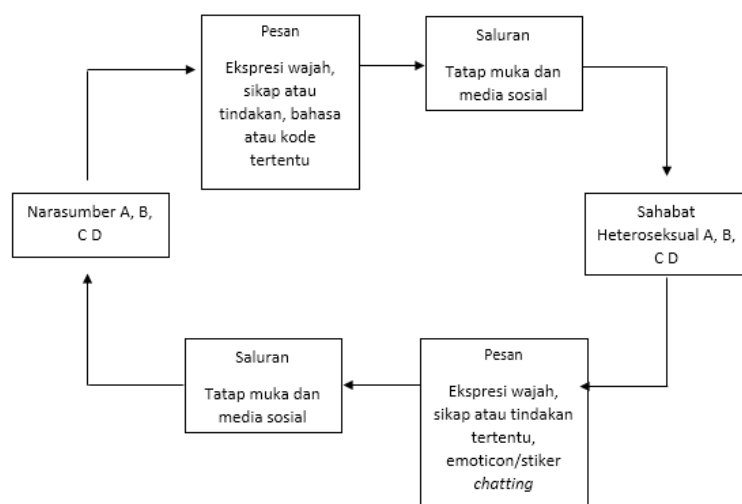 Pesan
Ekspresi wajah,
sikap atau
tindakan, bahasa
atau kode
tertentu
Saluran
Tatap muka dan
media sosial
Narasumber A, B,
C D
Sahabat
Heteroseksual A, B,
C D
Saluran
Tatap muka dan
media sosial
Pesan
Ekspresi wajah,
sikap atau tindakan
tertentu,
emoticon/stiker
chatting